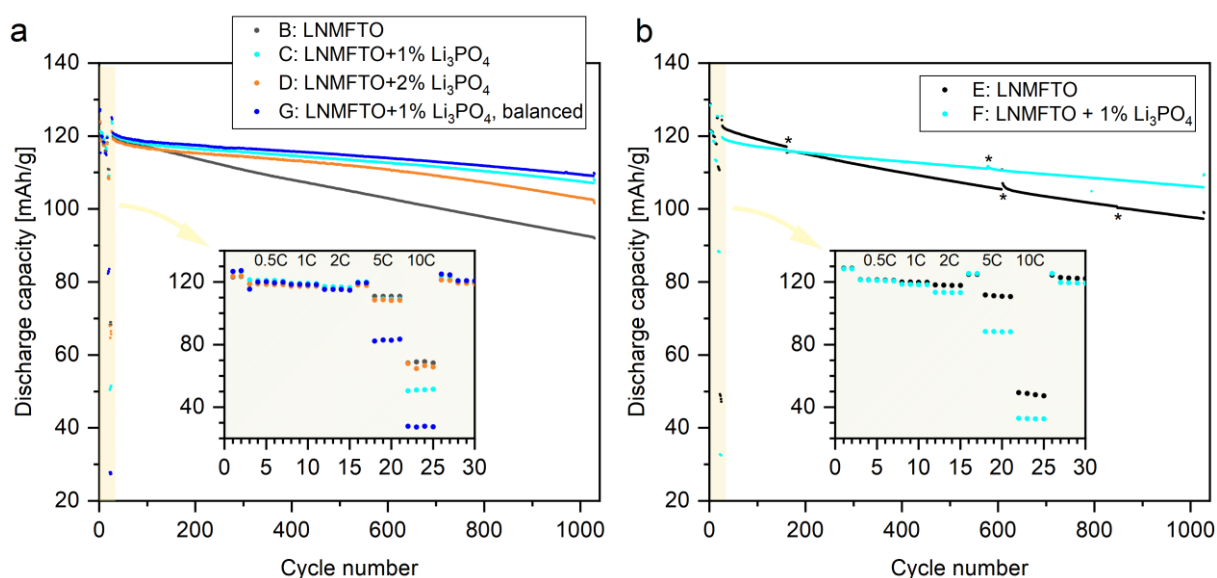 a
B: LNMFTO
C: LNMFTO+1% Li₃PO₄
D: LNMFTO+2% Li₃PO₄
G: LNMFTO+1% Li₃PO₄, balanced
140
120
100
80
60
40
20
Discharge capacity [mAh/g]
0 200 400 600 800 1000
Cycle number
0.5C 1C 2C 5C 10C
120
80
40
0 5 10 15 20 25 30
b
E: LNMFTO
F: LNMFTO + 1% Li₃PO₄
140
120
100
80
60
40
20
Discharge capacity [mAh/g]
* * * *
0 200 400 600 800 1000
Cycle number
0.5C 1C 2C 5C 10C
120
80
40
0 5 10 15 20 25 30